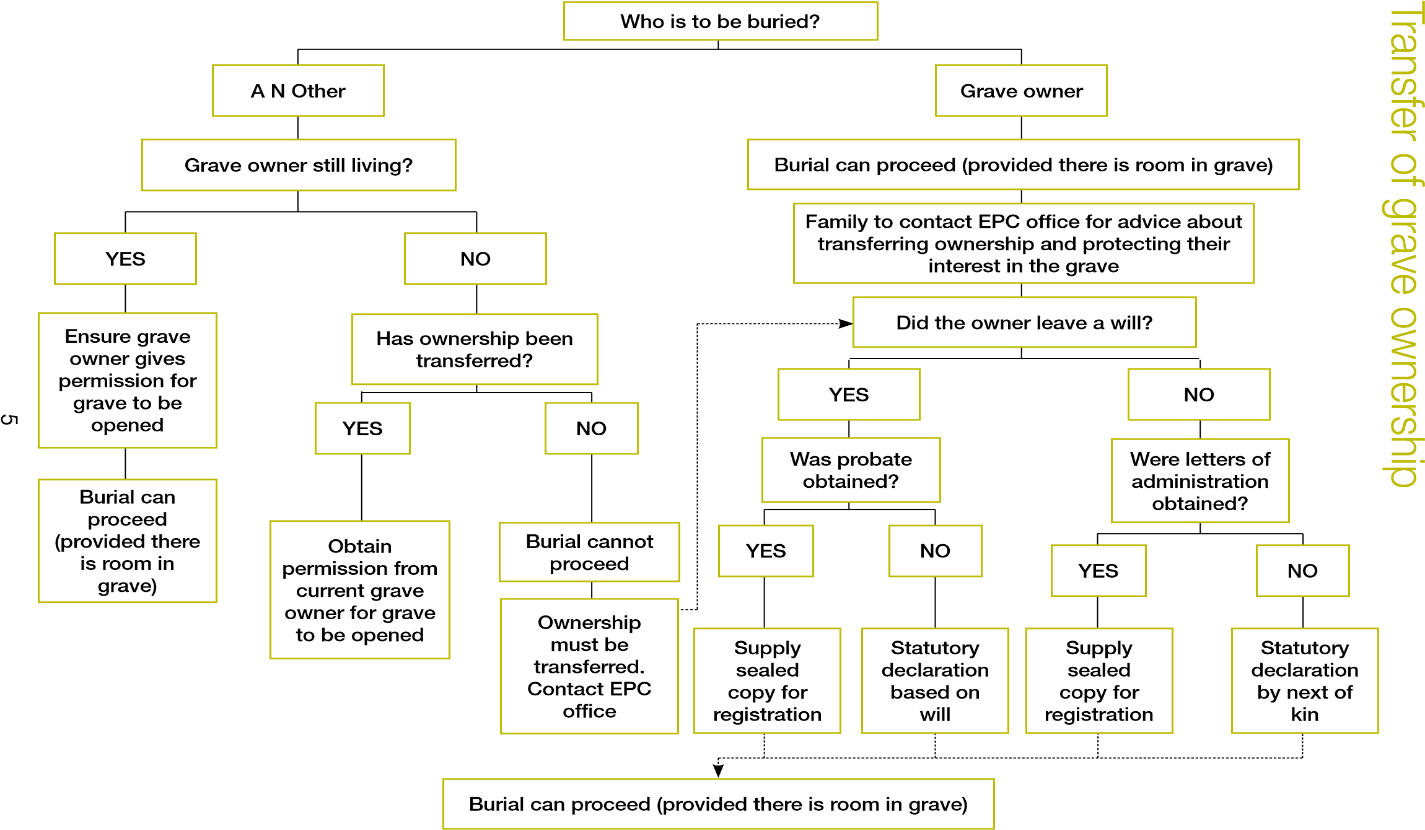 Transfer of grave ownership
Who is to be buried?
A N Other
Grave owner still living?
YES
Ensure grave
owner gives
permission for
grave to be
opened
Burial can
proceed
(provided there
is room in
grave)
NO
Has ownership been
transferred?
YES
Obtain
permission from
current grave
owner for grave
to be opened
NO
Burial cannot
proceed
Ownership
must be
transferred.
Contact EPC
office
Grave owner
Burial can proceed (provided there is room in grave)
Family to contact EPC office for advice about
transferring ownership and protecting their
interest in the grave
Did the owner leave a will?
YES
Was probate
obtained?
YES
Supply
sealed
copy for
registration
NO
Statutory
declaration
based on
will
NO
Were letters of
administration
obtained?
YES
Supply
sealed
copy for
registration
NO
Statutory
declaration
by next of
kin
Burial can proceed (provided there is room in grave)
5